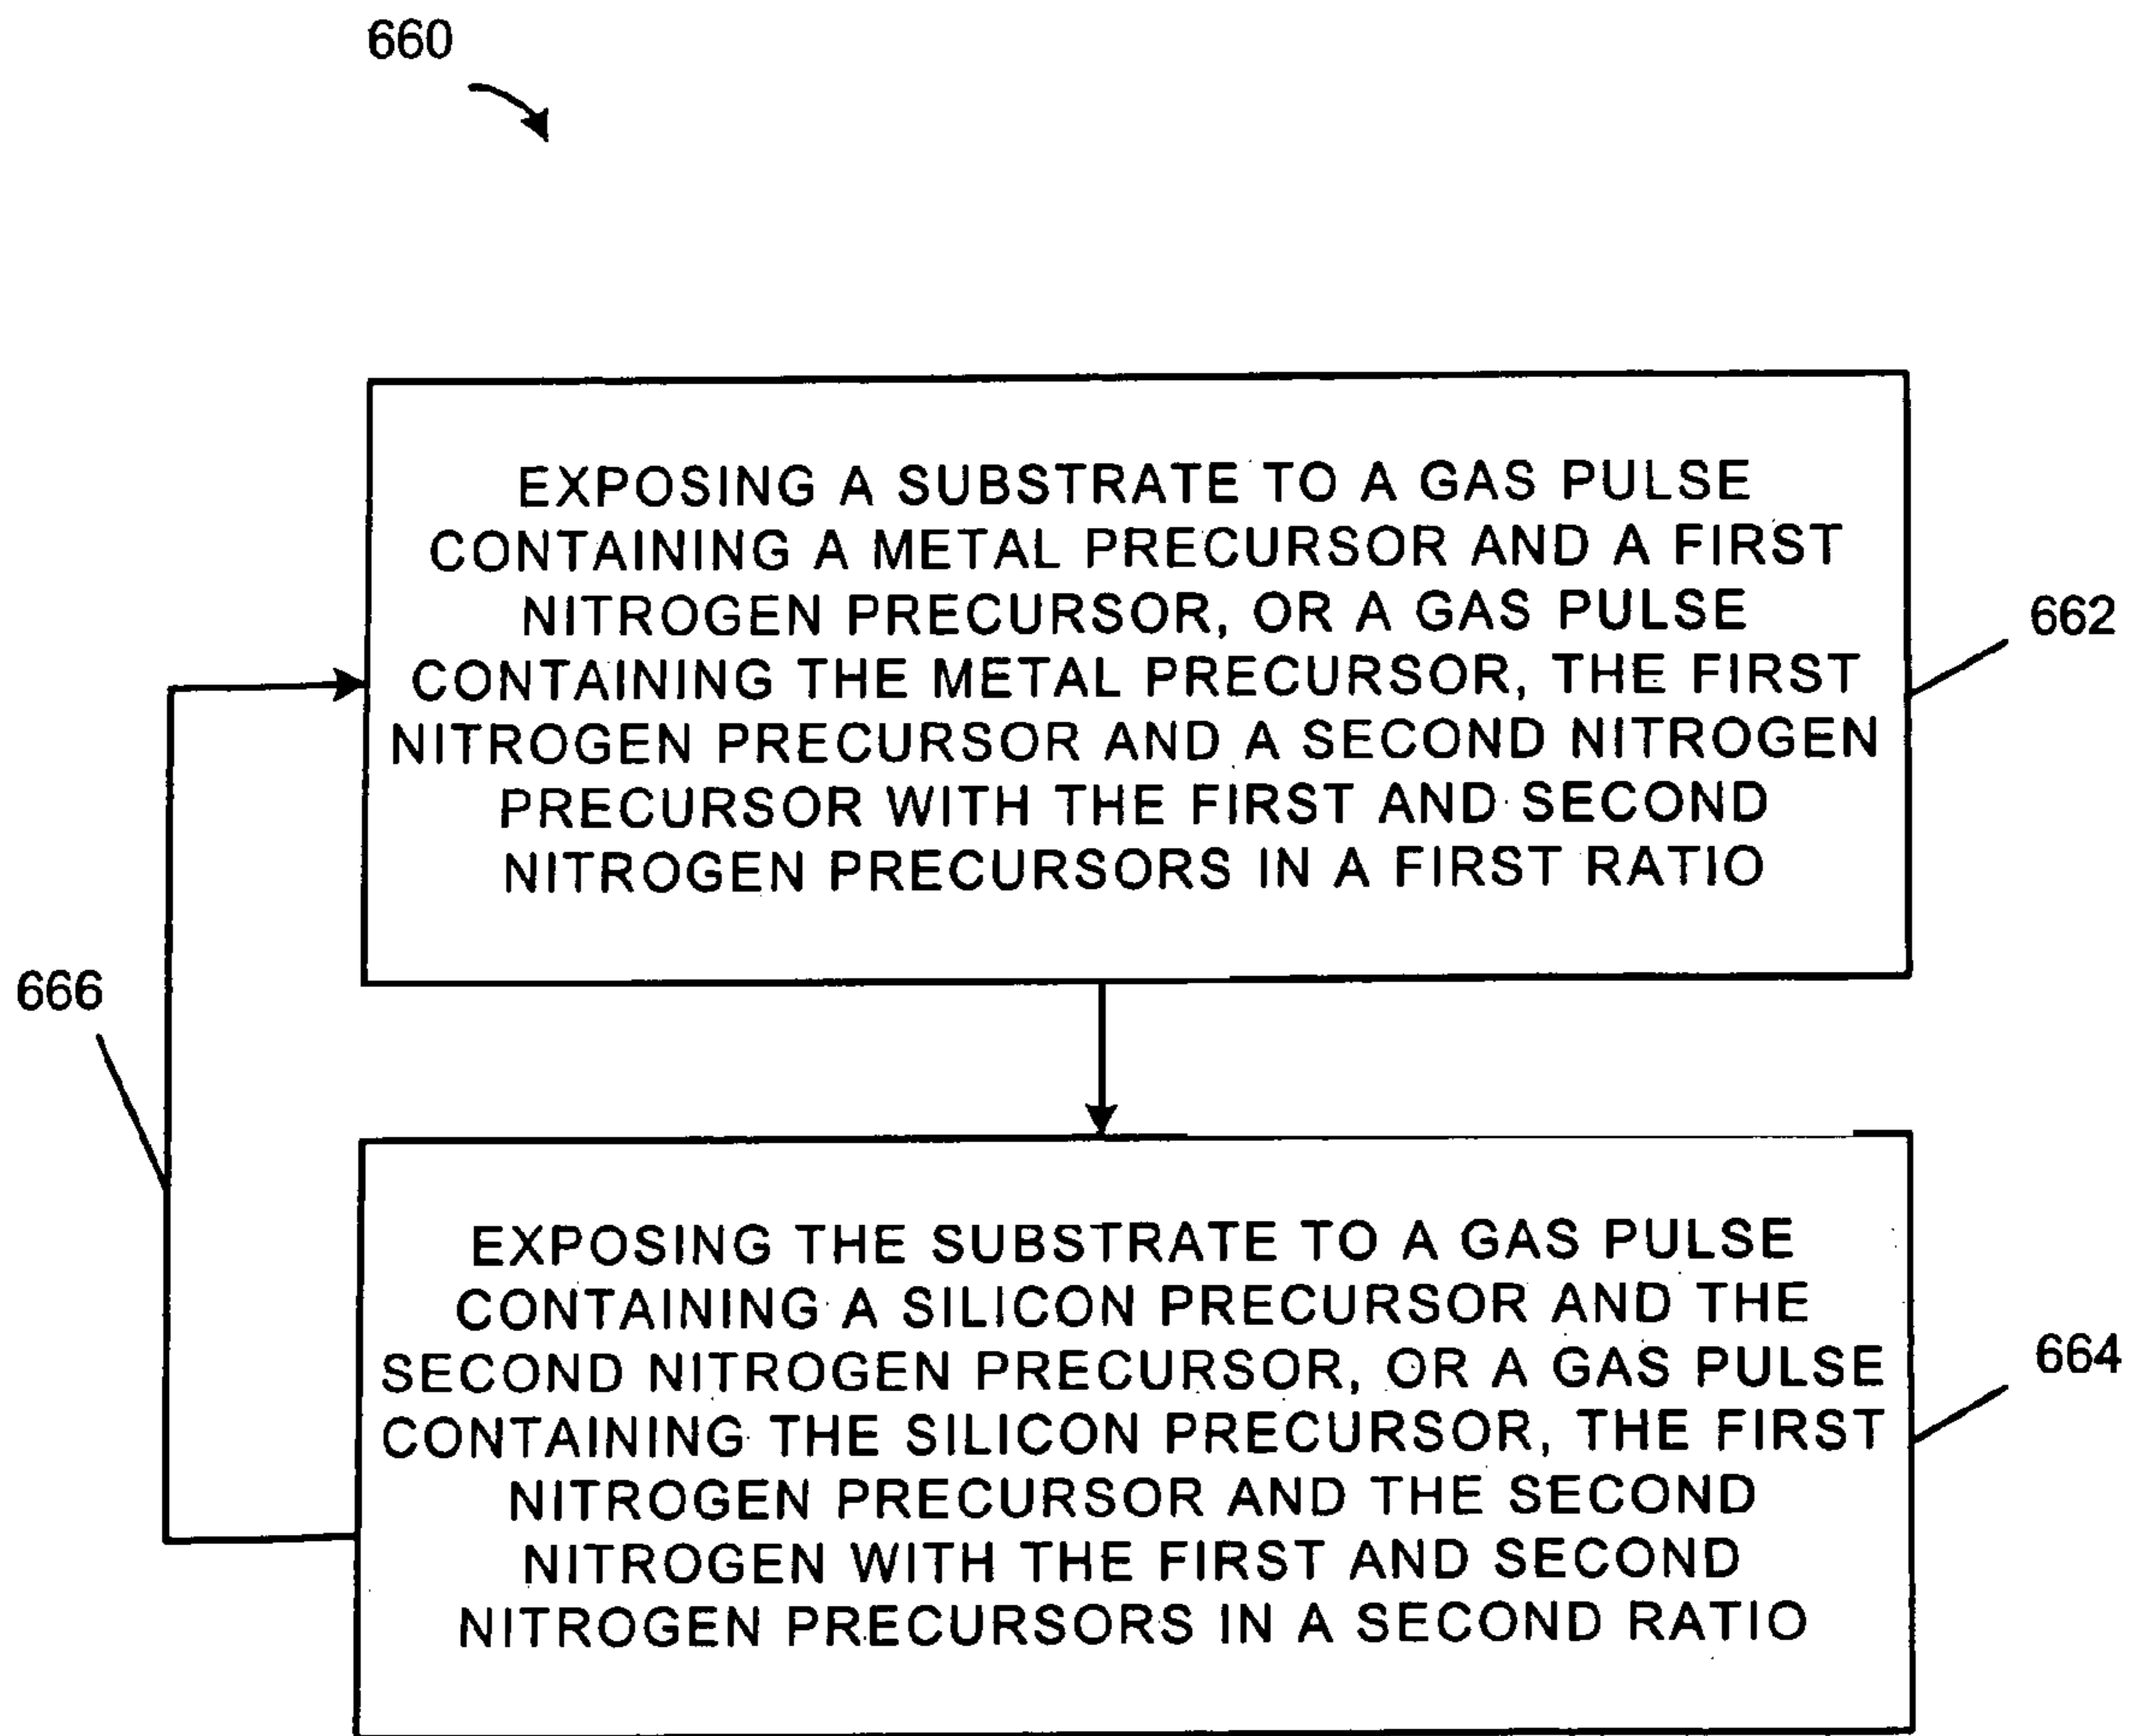 660
EXPOSING A SUBSTRATE TO A GAS PULSE
CONTAINING A METAL PRECURSOR AND A FIRST
NITROGEN PRECURSOR, OR A GAS PULSE
CONTAINING THE METAL PRECURSOR, THE FIRST
NITROGEN PRECURSOR AND A SECOND NITROGEN
PRECURSOR WITH THE FIRST AND SECOND
NITROGEN PRECURSORS IN A FIRST RATIO
662
666
EXPOSING THE SUBSTRATE TO A GAS PULSE
CONTAINING A SILICON PRECURSOR AND THE
SECOND NITROGEN PRECURSOR, OR A GAS PULSE
CONTAINING THE SILICON PRECURSOR, THE FIRST
NITROGEN PRECURSOR AND THE SECOND
NITROGEN WITH THE FIRST AND SECOND
NITROGEN PRECURSORS IN A SECOND RATIO
664